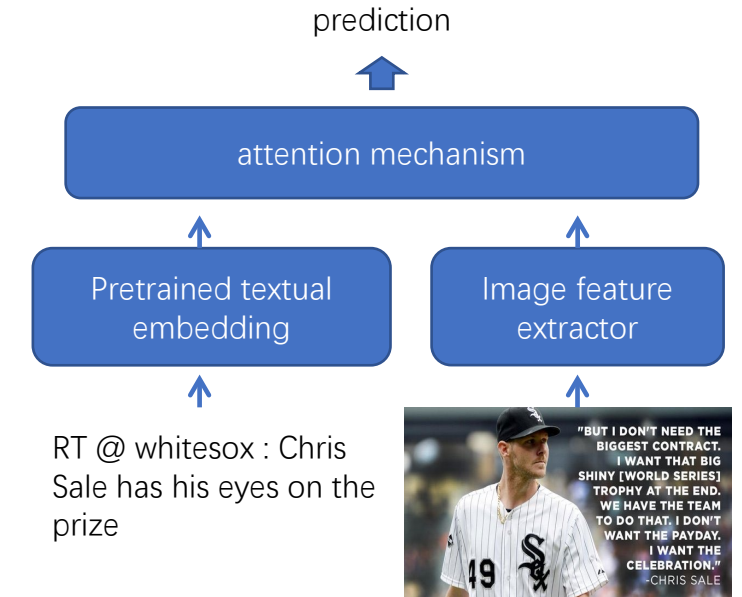 prediction
attention mechanism
Pretrained textual
embedding
Image feature
extractor
RT @ whitesox : Chris
Sale has his eyes on the
prize
"BUT I DON'T NEED THE
BIGGEST CONTRACT.
I WANT THAT BIG
SHINY [WORLD SERIES]
TROPHY AT THE END.
WE HAVE THE TEAM
TO DO THAT. I DON'T
WANT THE PAYDAY.
I WANT THE
CELEBRATION."
-CHRIS SALE
Sox
49